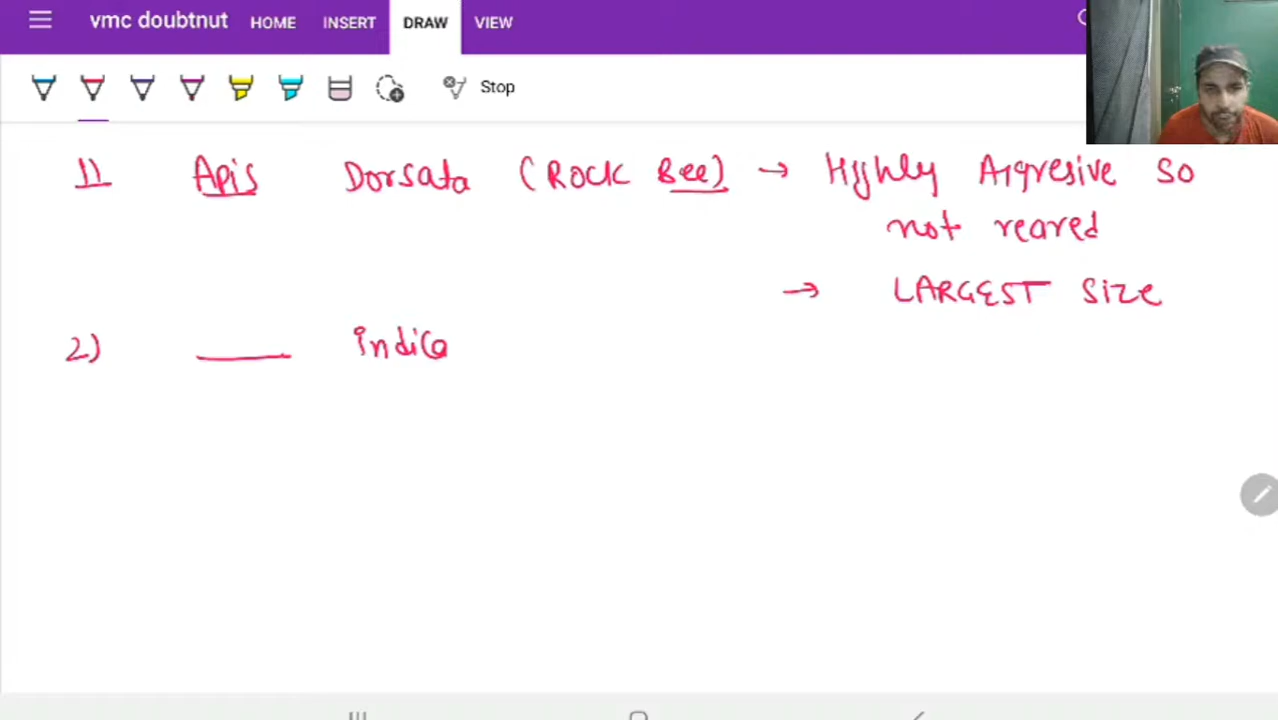 vmc doubtnut HOME INSERT DRAW VIEW
Stop
1) Apis Dorsata (Rock Bee) → Highly Aggresive so
not reared
→ LARGEST Size
2) ____ indica